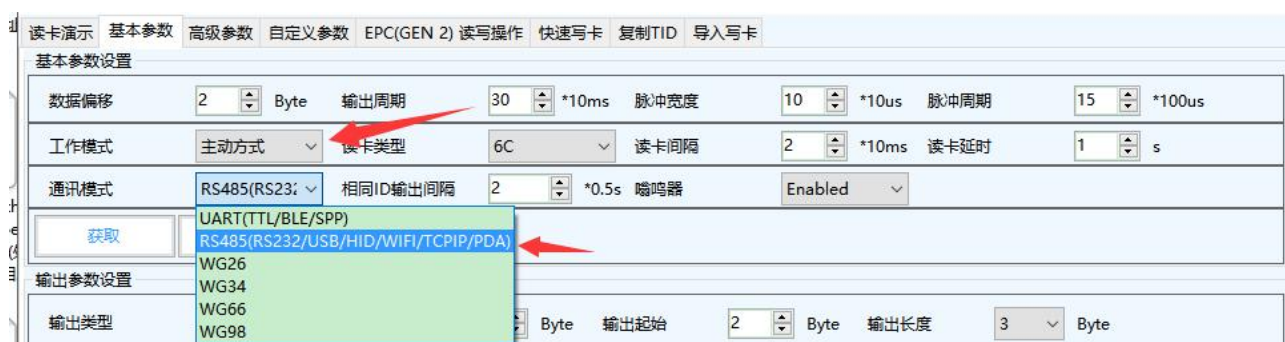 读卡演示 基本参数 高级参数 自定义参数 EPC(GEN 2) 读写操作 快速写卡 复制TID 导入写卡
基本参数设置
数据偏移 2 Byte 输出周期 30 *10ms 脉冲宽度 10 *10us 脉冲周期 15 *100us
工作模式 主动方式 读卡类型 6C 读卡间隔 2 *10ms 读卡延时 1 s
通讯模式 RS485(RS232 相同ID输出间隔 2 *0.5s 嗡鸣器 Enabled
UART(TTL/BLE/SPP)
获取 RS485(RS232/USB/HID/WIFI/TCPIP/PDA)
WG26
WG34
输出参数设置
WG66
WG98
输出类型 Byte 输出起始 2 Byte 输出长度 3 Byte